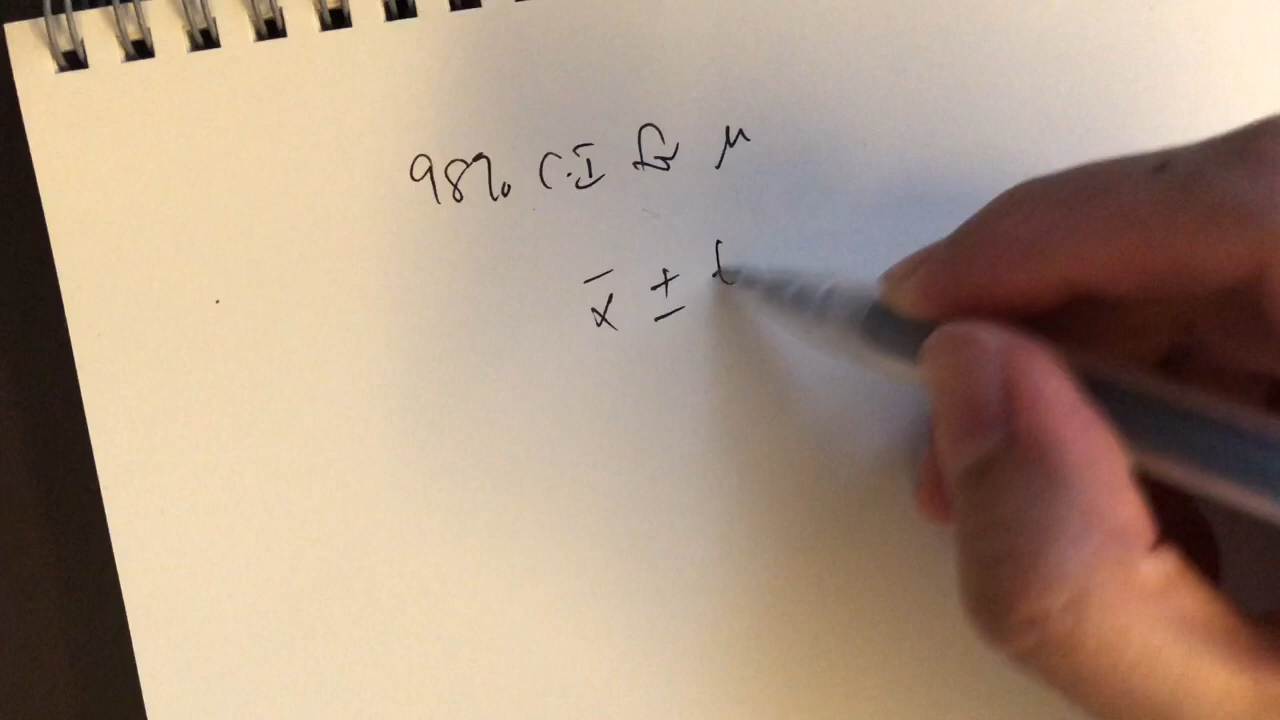 98% C.I for μ
x̄ ± t